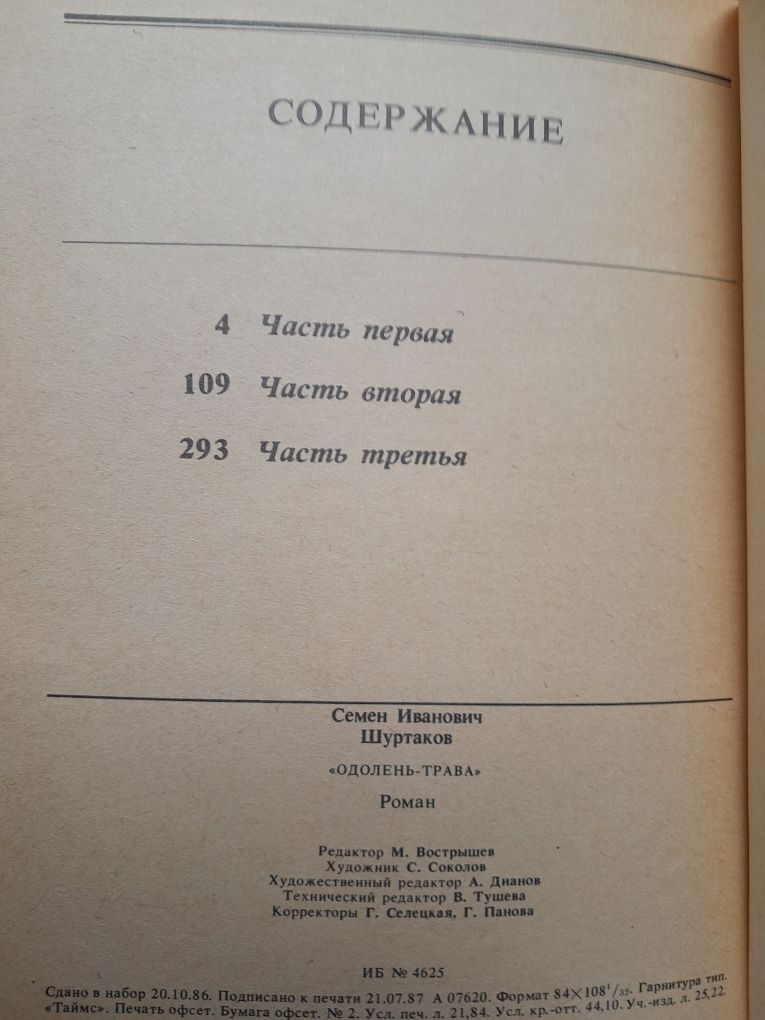 СОДЕРЖАНИЕ
4 Часть первая
109 Часть вторая
293 Часть третья
Семен Иванович
Шуртаков
«ОДОЛЕНЬ-ТРАВА»
Роман
Редактор М. Вострышев
Художник С. Соколов
Художественный редактор А. Дианов
Технический редактор В. Тушева
Корректоры Г. Селецкая, Г. Панова
ИБ № 4625
Сдано в набор 20.10.86. Подписано к печати 21.07.87 А 07620. Формат 84×108¹/₃₂. Гарнитура тип.
«Таймс». Печать офсет. Бумага офсет. № 2. Усл. печ. л. 21,84. Усл. кр.-отт. 44,10. Уч.-изд. л. 25,22.